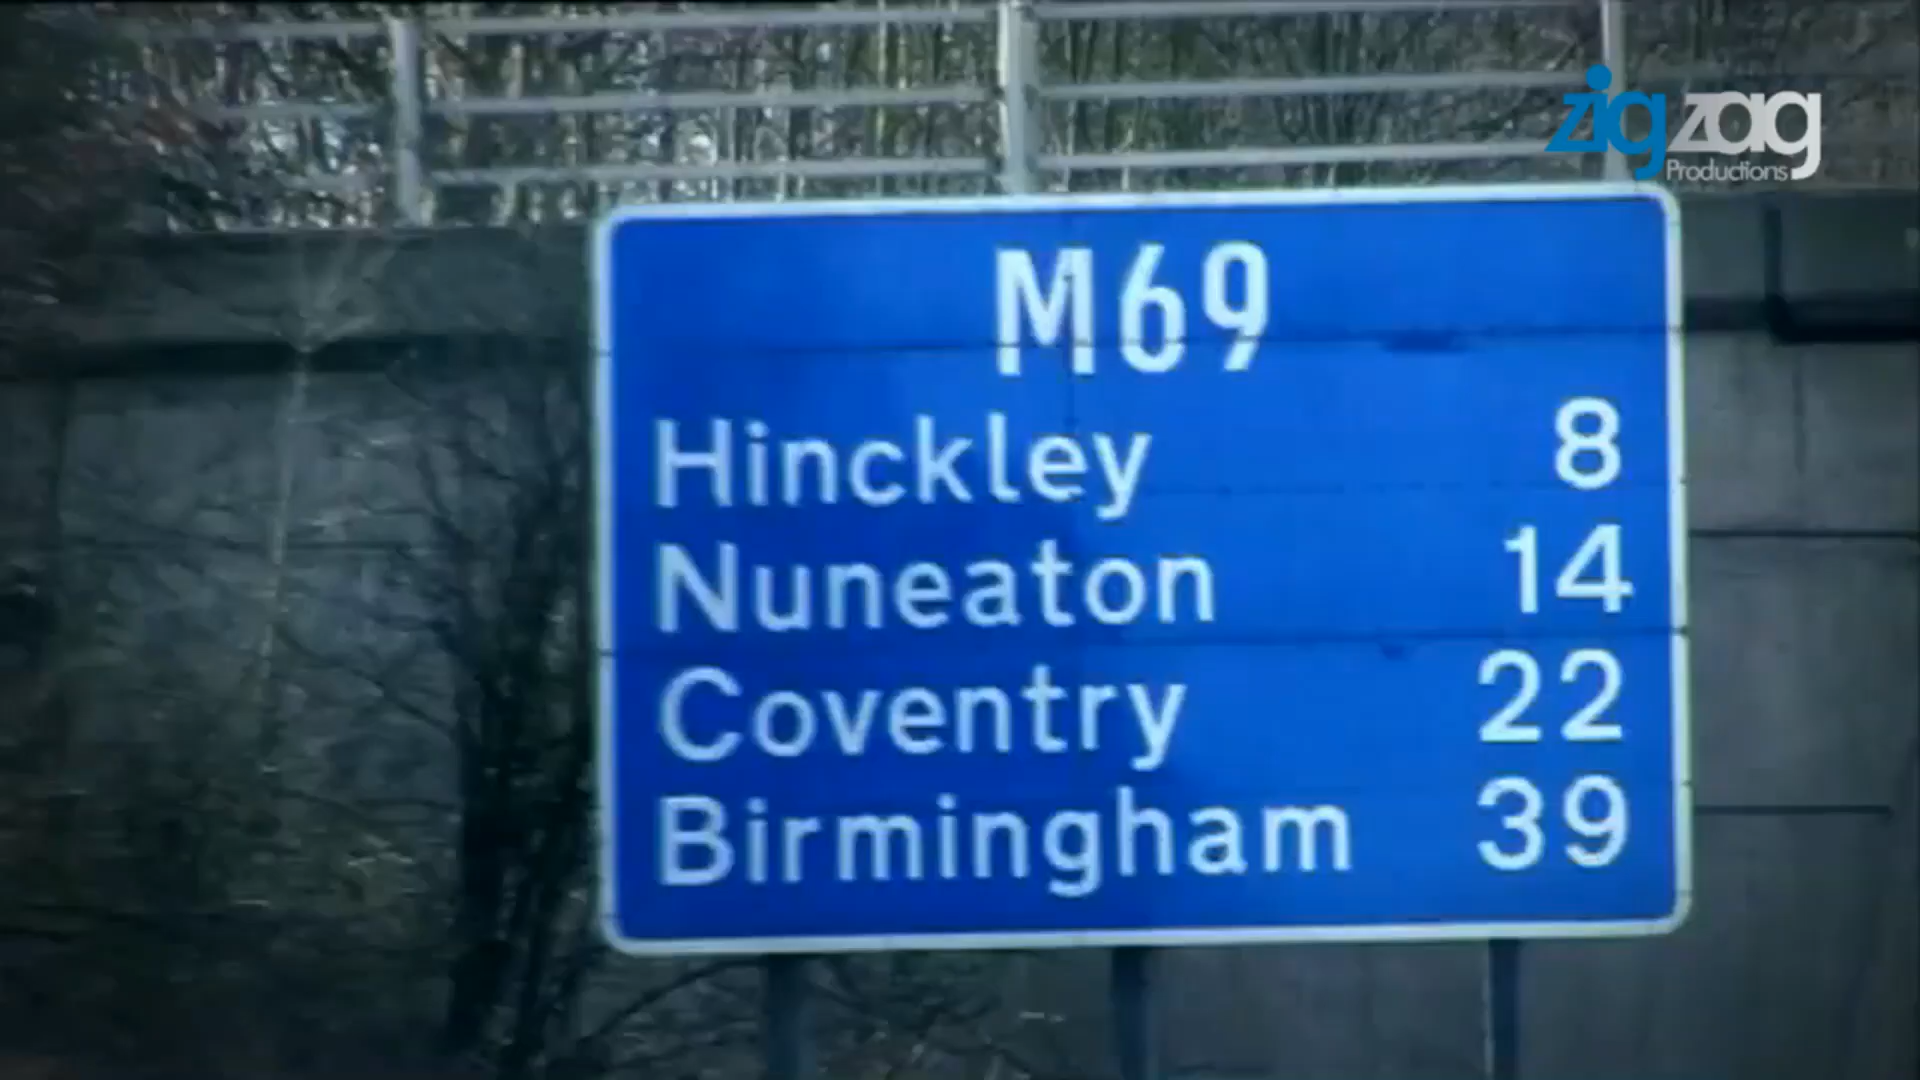 zigzag
Productions
M69
Hinckley 8
Nuneaton 14
Coventry 22
Birmingham 39